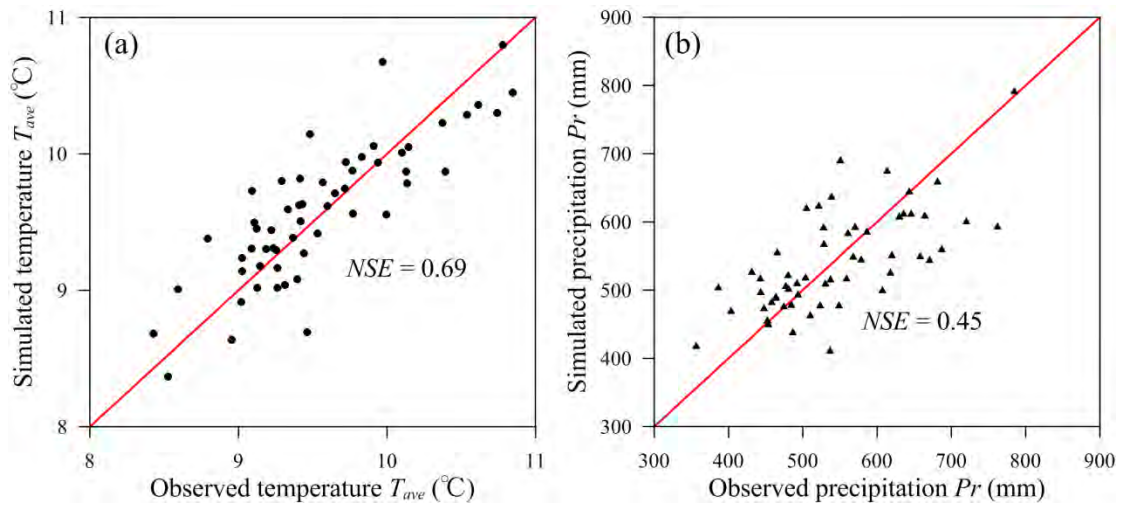 (a)
Simulated temperature Tave (℃)
11
10
9
8
NSE = 0.69
8 9 10 11
Observed temperature Tave (℃)
(b)
Simulated precipitation Pr (mm)
900
800
700
600
500
400
300
NSE = 0.45
300 400 500 600 700 800 900
Observed precipitation Pr (mm)